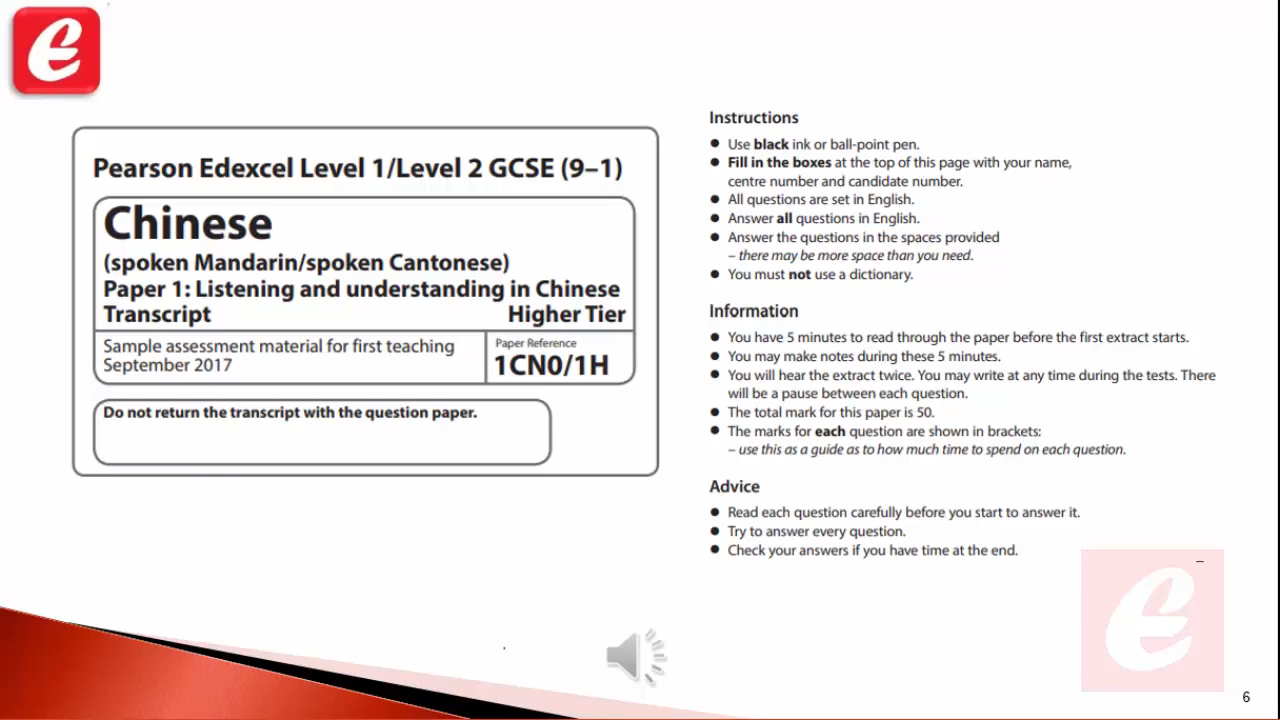 Pearson Edexcel Level 1/Level 2 GCSE (9–1)
Chinese
(spoken Mandarin/spoken Cantonese)
Paper 1: Listening and understanding in Chinese
Transcript Higher Tier
Sample assessment material for first teaching
September 2017
Paper Reference
1CN0/1H
Do not return the transcript with the question paper.
Instructions
● Use black ink or ball-point pen.
● Fill in the boxes at the top of this page with your name,
centre number and candidate number.
● All questions are set in English.
● Answer all questions in English.
● Answer the questions in the spaces provided
– there may be more space than you need.
● You must not use a dictionary.
Information
● You have 5 minutes to read through the paper before the first extract starts.
● You may make notes during these 5 minutes.
● You will hear the extract twice. You may write at any time during the tests. There
will be a pause between each question.
● The total mark for this paper is 50.
● The marks for each question are shown in brackets:
– use this as a guide as to how much time to spend on each question.
Advice
● Read each question carefully before you start to answer it.
● Try to answer every question.
● Check your answers if you have time at the end.
6